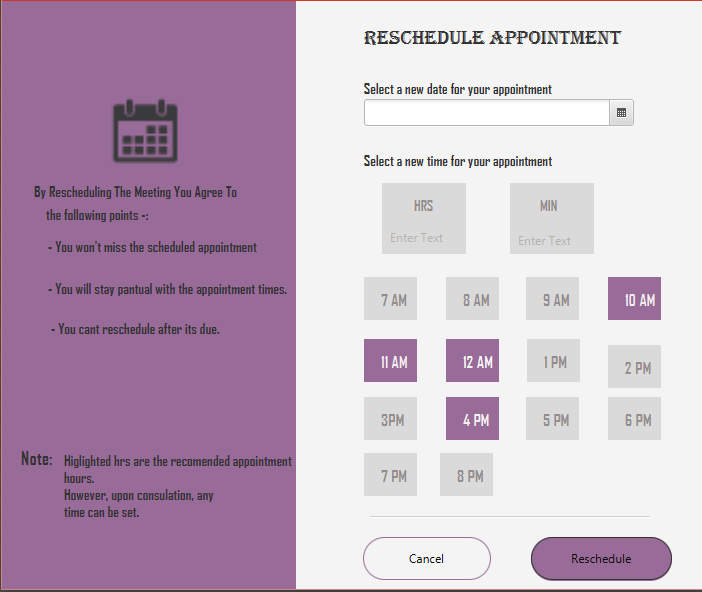 By Rescheduling The Meeting You Agree To
the following points -:
- You won't miss the scheduled appointment
- You will stay pantual with the appointment times.
- You cant reschedule after its due.
Note:
Higlighted hrs are the recomended appointment
hours.
However, upon consulation, any
time can be set.
RESCHEDULE APPOINTMENT
Select a new date for your appointment
Select a new time for your appointment
HRS MIN
Enter Text Enter Text
7 AM 8 AM 9 AM 10 AM
11 AM 12 AM 1 PM 2 PM
3PM 4 PM 5 PM 6 PM
7 PM 8 PM
Cancel Reschedule